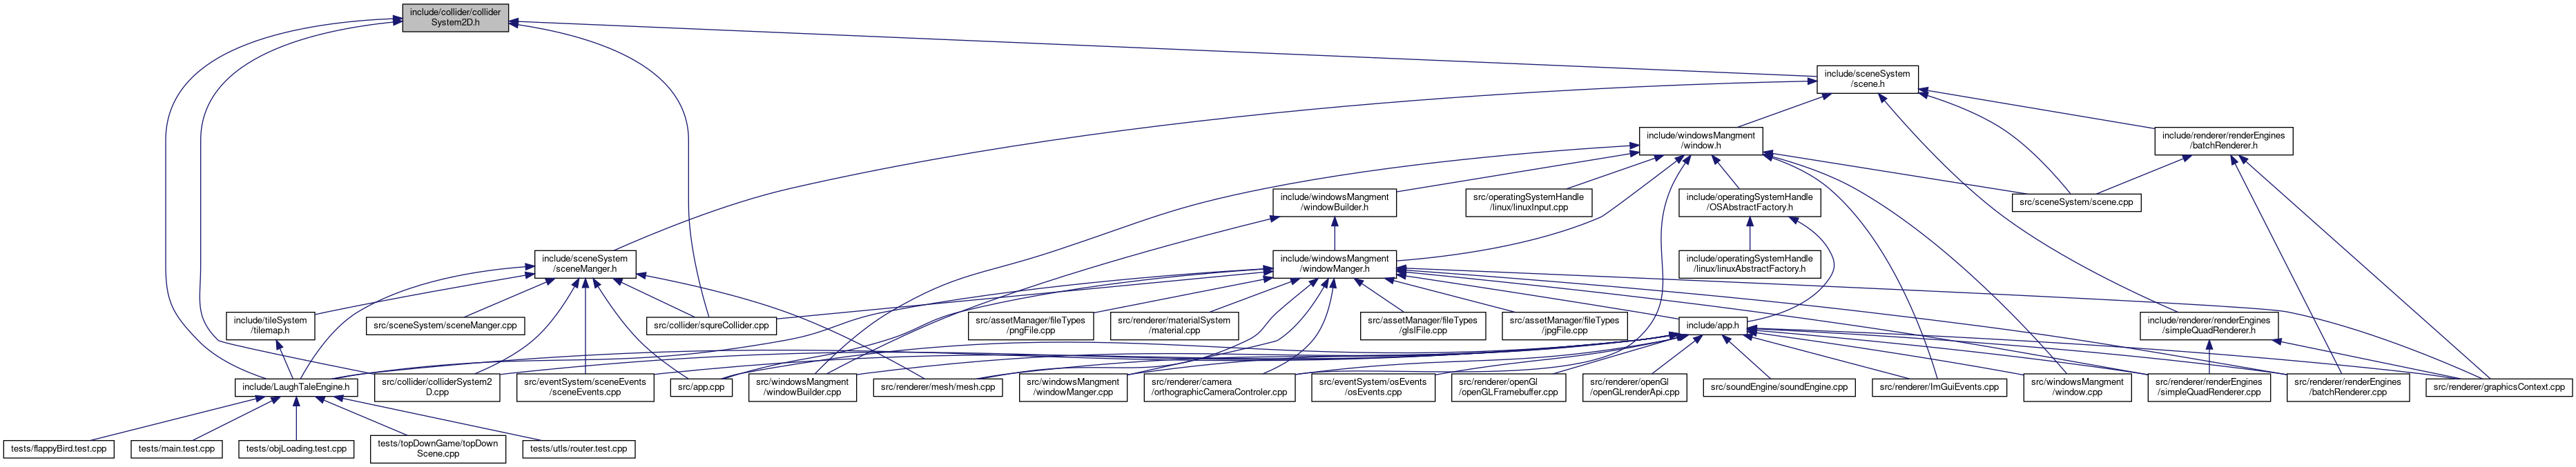 include/collider/collider
System2D.h
include/sceneSystem
/scene.h
include/windowsMangment
/window.h
include/renderer/renderEngines
/batchRenderer.h
include/windowsMangment
/windowBuilder.h
src/operatingSystemHandle
/linux/linuxInput.cpp
include/operatingSystemHandle
/OSAbstractFactory.h
src/sceneSystem/scene.cpp
include/sceneSystem
/sceneManger.h
include/windowsMangment
/windowManger.h
include/operatingSystemHandle
/linux/linuxAbstractFactory.h
include/tileSystem
/tilemap.h
src/sceneSystem/sceneManger.cpp
src/collider/squreCollider.cpp
src/assetManager/fileTypes
/pngFile.cpp
src/renderer/materialSystem
/material.cpp
src/assetManager/fileTypes
/glslFile.cpp
src/assetManager/fileTypes
/jpgFile.cpp
include/app.h
include/renderer/renderEngines
/simpleQuadRenderer.h
include/LaughTaleEngine.h
src/collider/colliderSystem2
D.cpp
src/eventSystem/sceneEvents
/sceneEvents.cpp
src/app.cpp
src/windowsMangment
/windowBuilder.cpp
src/renderer/mesh/mesh.cpp
src/windowsMangment
/windowManger.cpp
src/renderer/camera
/orthographicCameraControler.cpp
src/eventSystem/osEvents
/osEvents.cpp
src/renderer/openGl
/openGLFramebuffer.cpp
src/renderer/openGl
/openGLrenderApi.cpp
src/soundEngine/soundEngine.cpp
src/renderer/ImGuiEvents.cpp
src/windowsMangment
/window.cpp
src/renderer/renderEngines
/simpleQuadRenderer.cpp
src/renderer/renderEngines
/batchRenderer.cpp
src/renderer/graphicsContext.cpp
tests/flappyBird.test.cpp
tests/main.test.cpp
tests/objLoading.test.cpp
tests/topDownGame/topDown
Scene.cpp
tests/utls/router.test.cpp